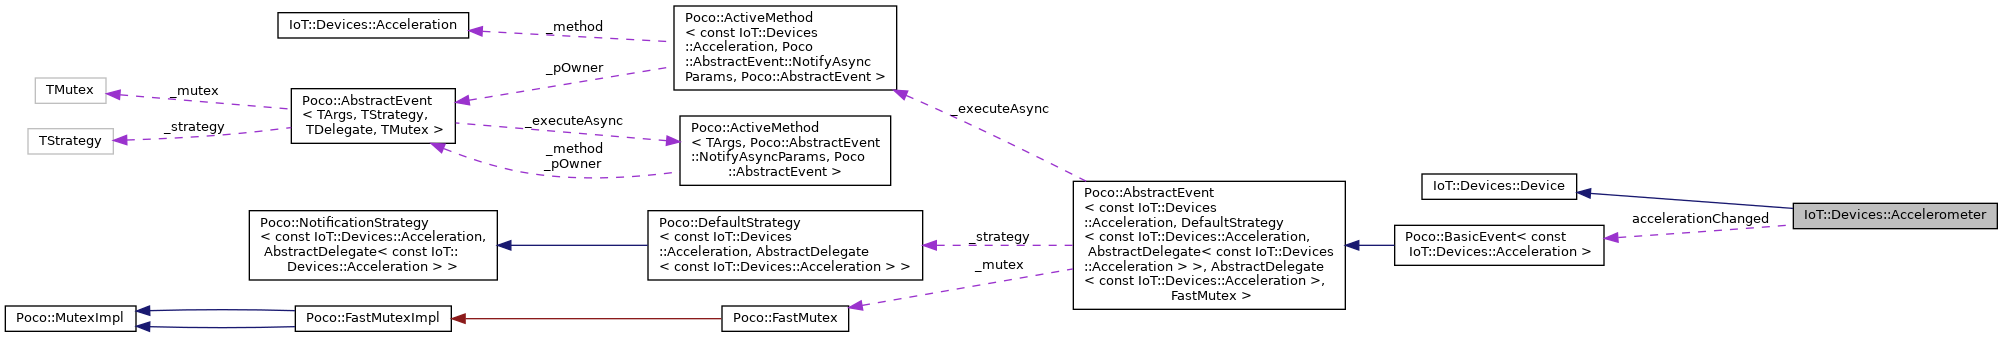 IoT::Devices::Acceleration
_method
Poco::ActiveMethod
< const IoT::Devices
::Acceleration, Poco
::AbstractEvent::NotifyAsync
Params, Poco::AbstractEvent >
_pOwner
TMutex
_mutex
TStrategy
_strategy
Poco::AbstractEvent
< TArgs, TStrategy,
TDelegate, TMutex >
_executeAsync
_method
_pOwner
Poco::ActiveMethod
< TArgs, Poco::AbstractEvent
::NotifyAsyncParams, Poco
::AbstractEvent >
_executeAsync
Poco::NotificationStrategy
< const IoT::Devices::Acceleration,
AbstractDelegate< const IoT::
Devices::Acceleration > >
Poco::DefaultStrategy
< const IoT::Devices
::Acceleration, AbstractDelegate
< const IoT::Devices::Acceleration > >
_strategy
_mutex
Poco::MutexImpl
Poco::FastMutexImpl
Poco::FastMutex
Poco::AbstractEvent
< const IoT::Devices
::Acceleration, DefaultStrategy
< const IoT::Devices::Acceleration,
AbstractDelegate< const IoT::Devices
::Acceleration > >, AbstractDelegate
< const IoT::Devices::Acceleration >,
FastMutex >
IoT::Devices::Device
Poco::BasicEvent< const
IoT::Devices::Acceleration >
accelerationChanged
IoT::Devices::Accelerometer